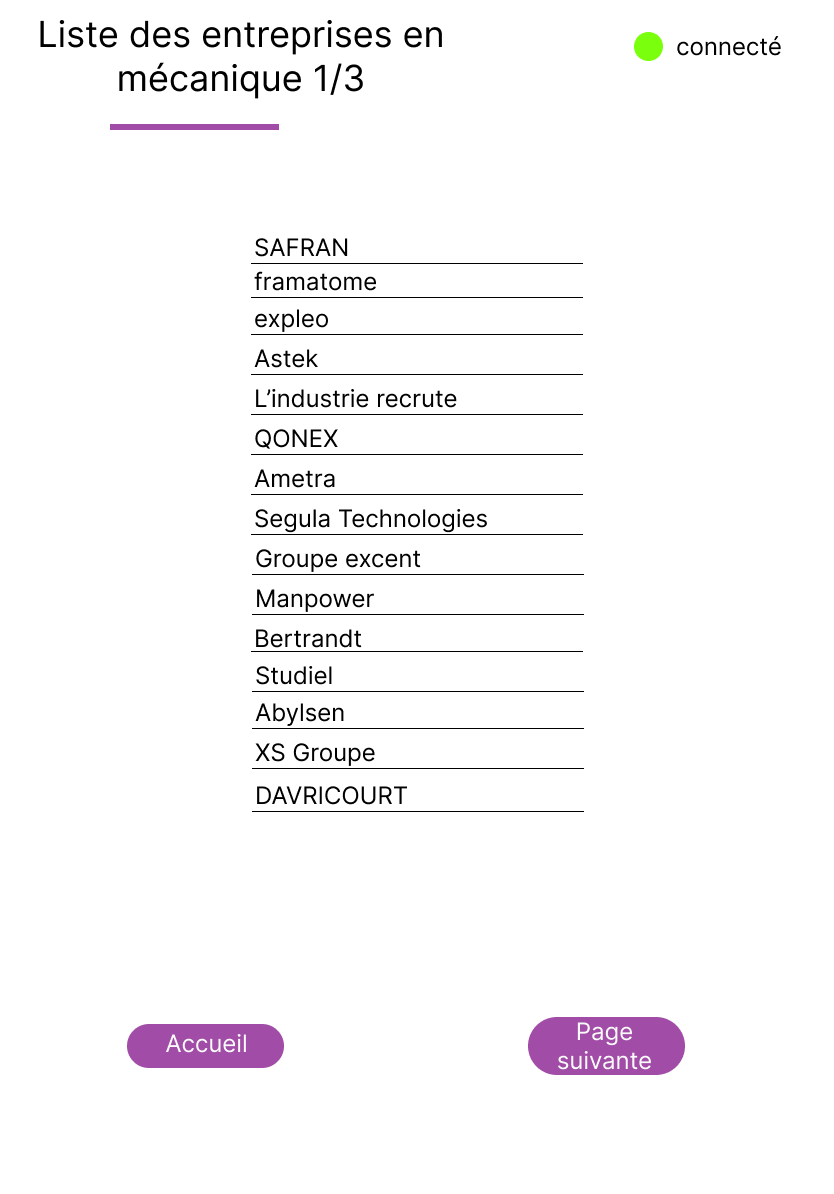 Liste des entreprises en
mécanique 1/3
connecté
SAFRAN
framatome
expleo
Astek
L’industrie recrute
QONEX
Ametra
Segula Technologies
Groupe excent
Manpower
Bertrandt
Studiel
Abylsen
XS Groupe
DAVRICOURT
Accueil
Page
suivante